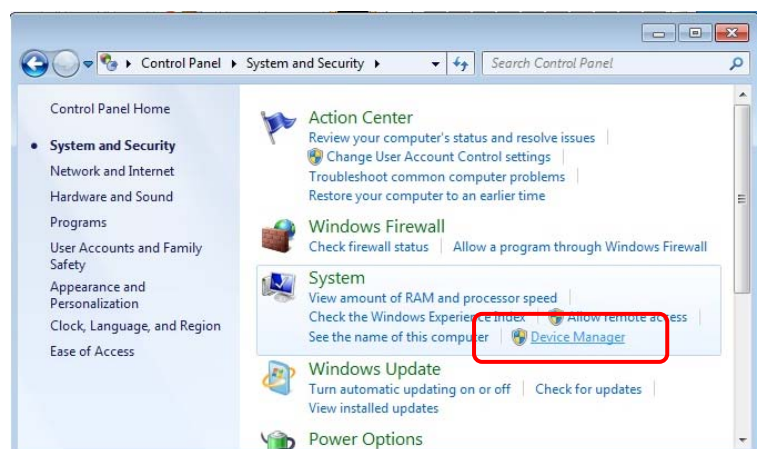 Control Panel System and Security Search Control Panel
Control Panel Home
System and Security
Network and Internet
Hardware and Sound
Programs
User Accounts and Family
Safety
Appearance and
Personalization
Clock, Language, and Region
Ease of Access
Action Center
Review your computer's status and resolve issues
Change User Account Control settings
Troubleshoot common computer problems
Restore your computer to an earlier time
Windows Firewall
Check firewall status Allow a program through Windows Firewall
System
View amount of RAM and processor speed
Check the Windows Experience Index Allow remote access
See the name of this computer Device Manager
Windows Update
Turn automatic updating on or off Check for updates
View installed updates
Power Options